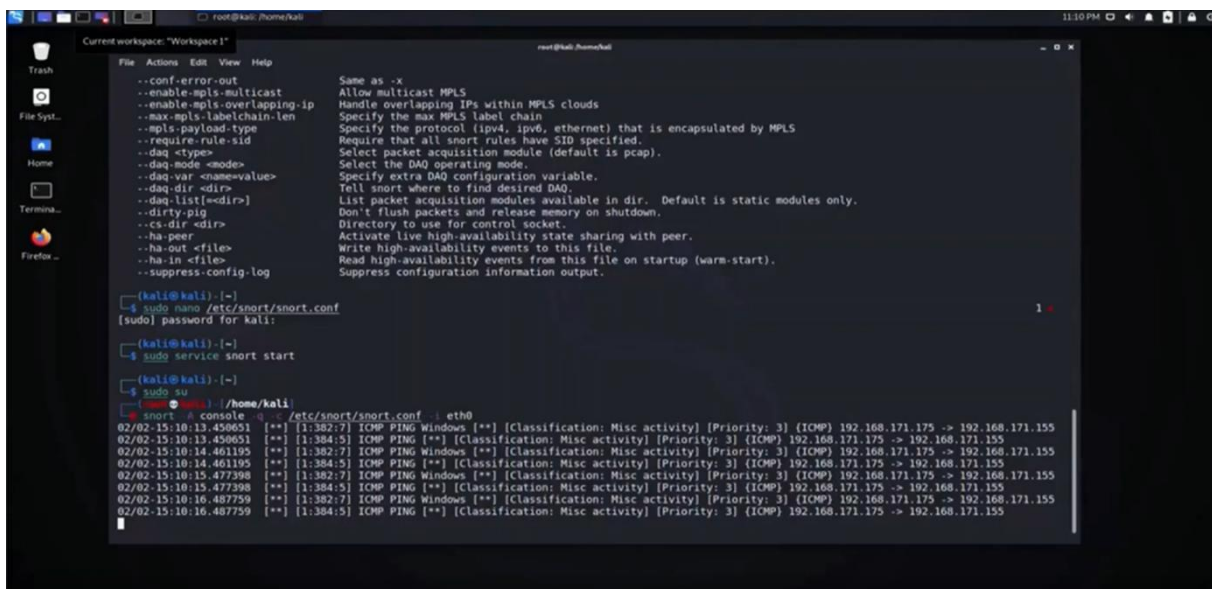 root@kali: /home/kali
11:10 PM
Current workspace: "Workspace 1"
root@kali:/home/kali
Trash
File Syst...
Home
Termina...
Firefox ...
File Actions Edit View Help
--conf-error-out Same as -x
--enable-mpls-multicast Allow multicast MPLS
--enable-mpls-overlapping-ip Handle overlapping IPs within MPLS clouds
--max-mpls-labelchain-len Specify the max MPLS label chain
--mpls-payload-type Specify the protocol (ipv4, ipv6, ethernet) that is encapsulated by MPLS
--require-rule-sid Require that all snort rules have SID specified.
--daq <type> Select packet acquisition module (default is pcap).
--daq-mode <mode> Select the DAQ operating mode.
--daq-var <name=value> Specify extra DAQ configuration variable.
--daq-dir <dir> Tell snort where to find desired DAQ.
--daq-list[=<dir>] List packet acquisition modules available in dir. Default is static modules only.
--dirty-pig Don't flush packets and release memory on shutdown.
--cs-dir <dir> Directory to use for control socket.
--ha-peer Activate live high-availability state sharing with peer.
--ha-out <file> Write high-availability events to this file.
--ha-in <file> Read high-availability events from this file on startup (warm-start).
--suppress-config-log Suppress configuration information output.
(kali㉿kali)-[~]
$ sudo nano /etc/snort/snort.conf 1
[sudo] password for kali:
(kali㉿kali)-[~]
$ sudo service snort start
(kali㉿kali)-[~]
$ sudo su
(root💀kali)-[/home/kali]
# snort -A console -q -c /etc/snort/snort.conf -i eth0
02/02-15:10:13.450651 [**] [1:382:7] ICMP PING Windows [**] [Classification: Misc activity] [Priority: 3] {ICMP} 192.168.171.175 -> 192.168.171.155
02/02-15:10:13.450651 [**] [1:384:5] ICMP PING [**] [Classification: Misc activity] [Priority: 3] {ICMP} 192.168.171.175 -> 192.168.171.155
02/02-15:10:14.461195 [**] [1:382:7] ICMP PING Windows [**] [Classification: Misc activity] [Priority: 3] {ICMP} 192.168.171.175 -> 192.168.171.155
02/02-15:10:14.461195 [**] [1:384:5] ICMP PING [**] [Classification: Misc activity] [Priority: 3] {ICMP} 192.168.171.175 -> 192.168.171.155
02/02-15:10:15.477398 [**] [1:382:7] ICMP PING Windows [**] [Classification: Misc activity] [Priority: 3] {ICMP} 192.168.171.175 -> 192.168.171.155
02/02-15:10:15.477398 [**] [1:384:5] ICMP PING [**] [Classification: Misc activity] [Priority: 3] {ICMP} 192.168.171.175 -> 192.168.171.155
02/02-15:10:16.487759 [**] [1:382:7] ICMP PING Windows [**] [Classification: Misc activity] [Priority: 3] {ICMP} 192.168.171.175 -> 192.168.171.155
02/02-15:10:16.487759 [**] [1:384:5] ICMP PING [**] [Classification: Misc activity] [Priority: 3] {ICMP} 192.168.171.175 -> 192.168.171.155